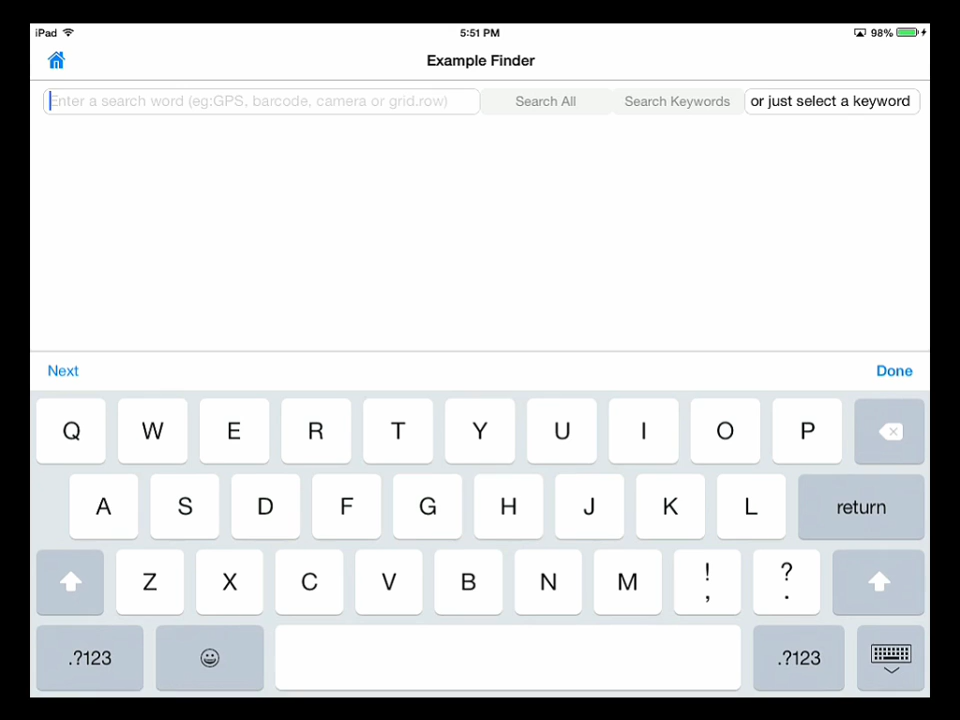 iPad 5:51 PM 98%
Example Finder
Enter a search word (eg:GPS, barcode, camera or grid.row) Search All Search Keywords or just select a keyword
Next Done
Q W E R T Y U I O P
A S D F G H J K L return
Z X C V B N M ! , ? .
.?123 .?123